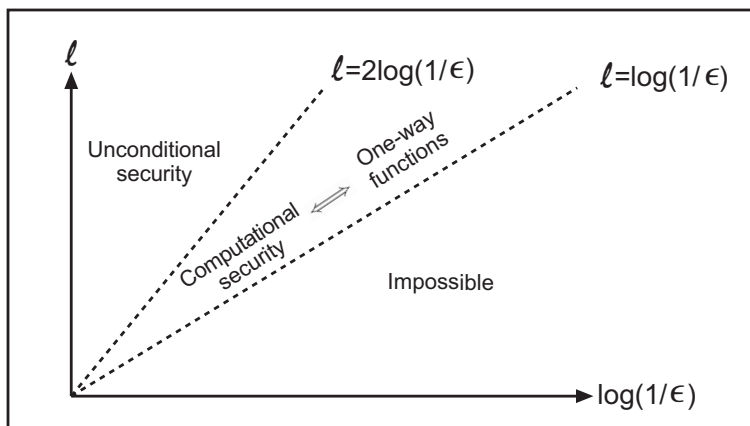 ℓ
ℓ=2log(1/ϵ)
ℓ=log(1/ϵ)
Unconditional
security
One-way
functions
Computational
security
Impossible
log(1/ϵ)